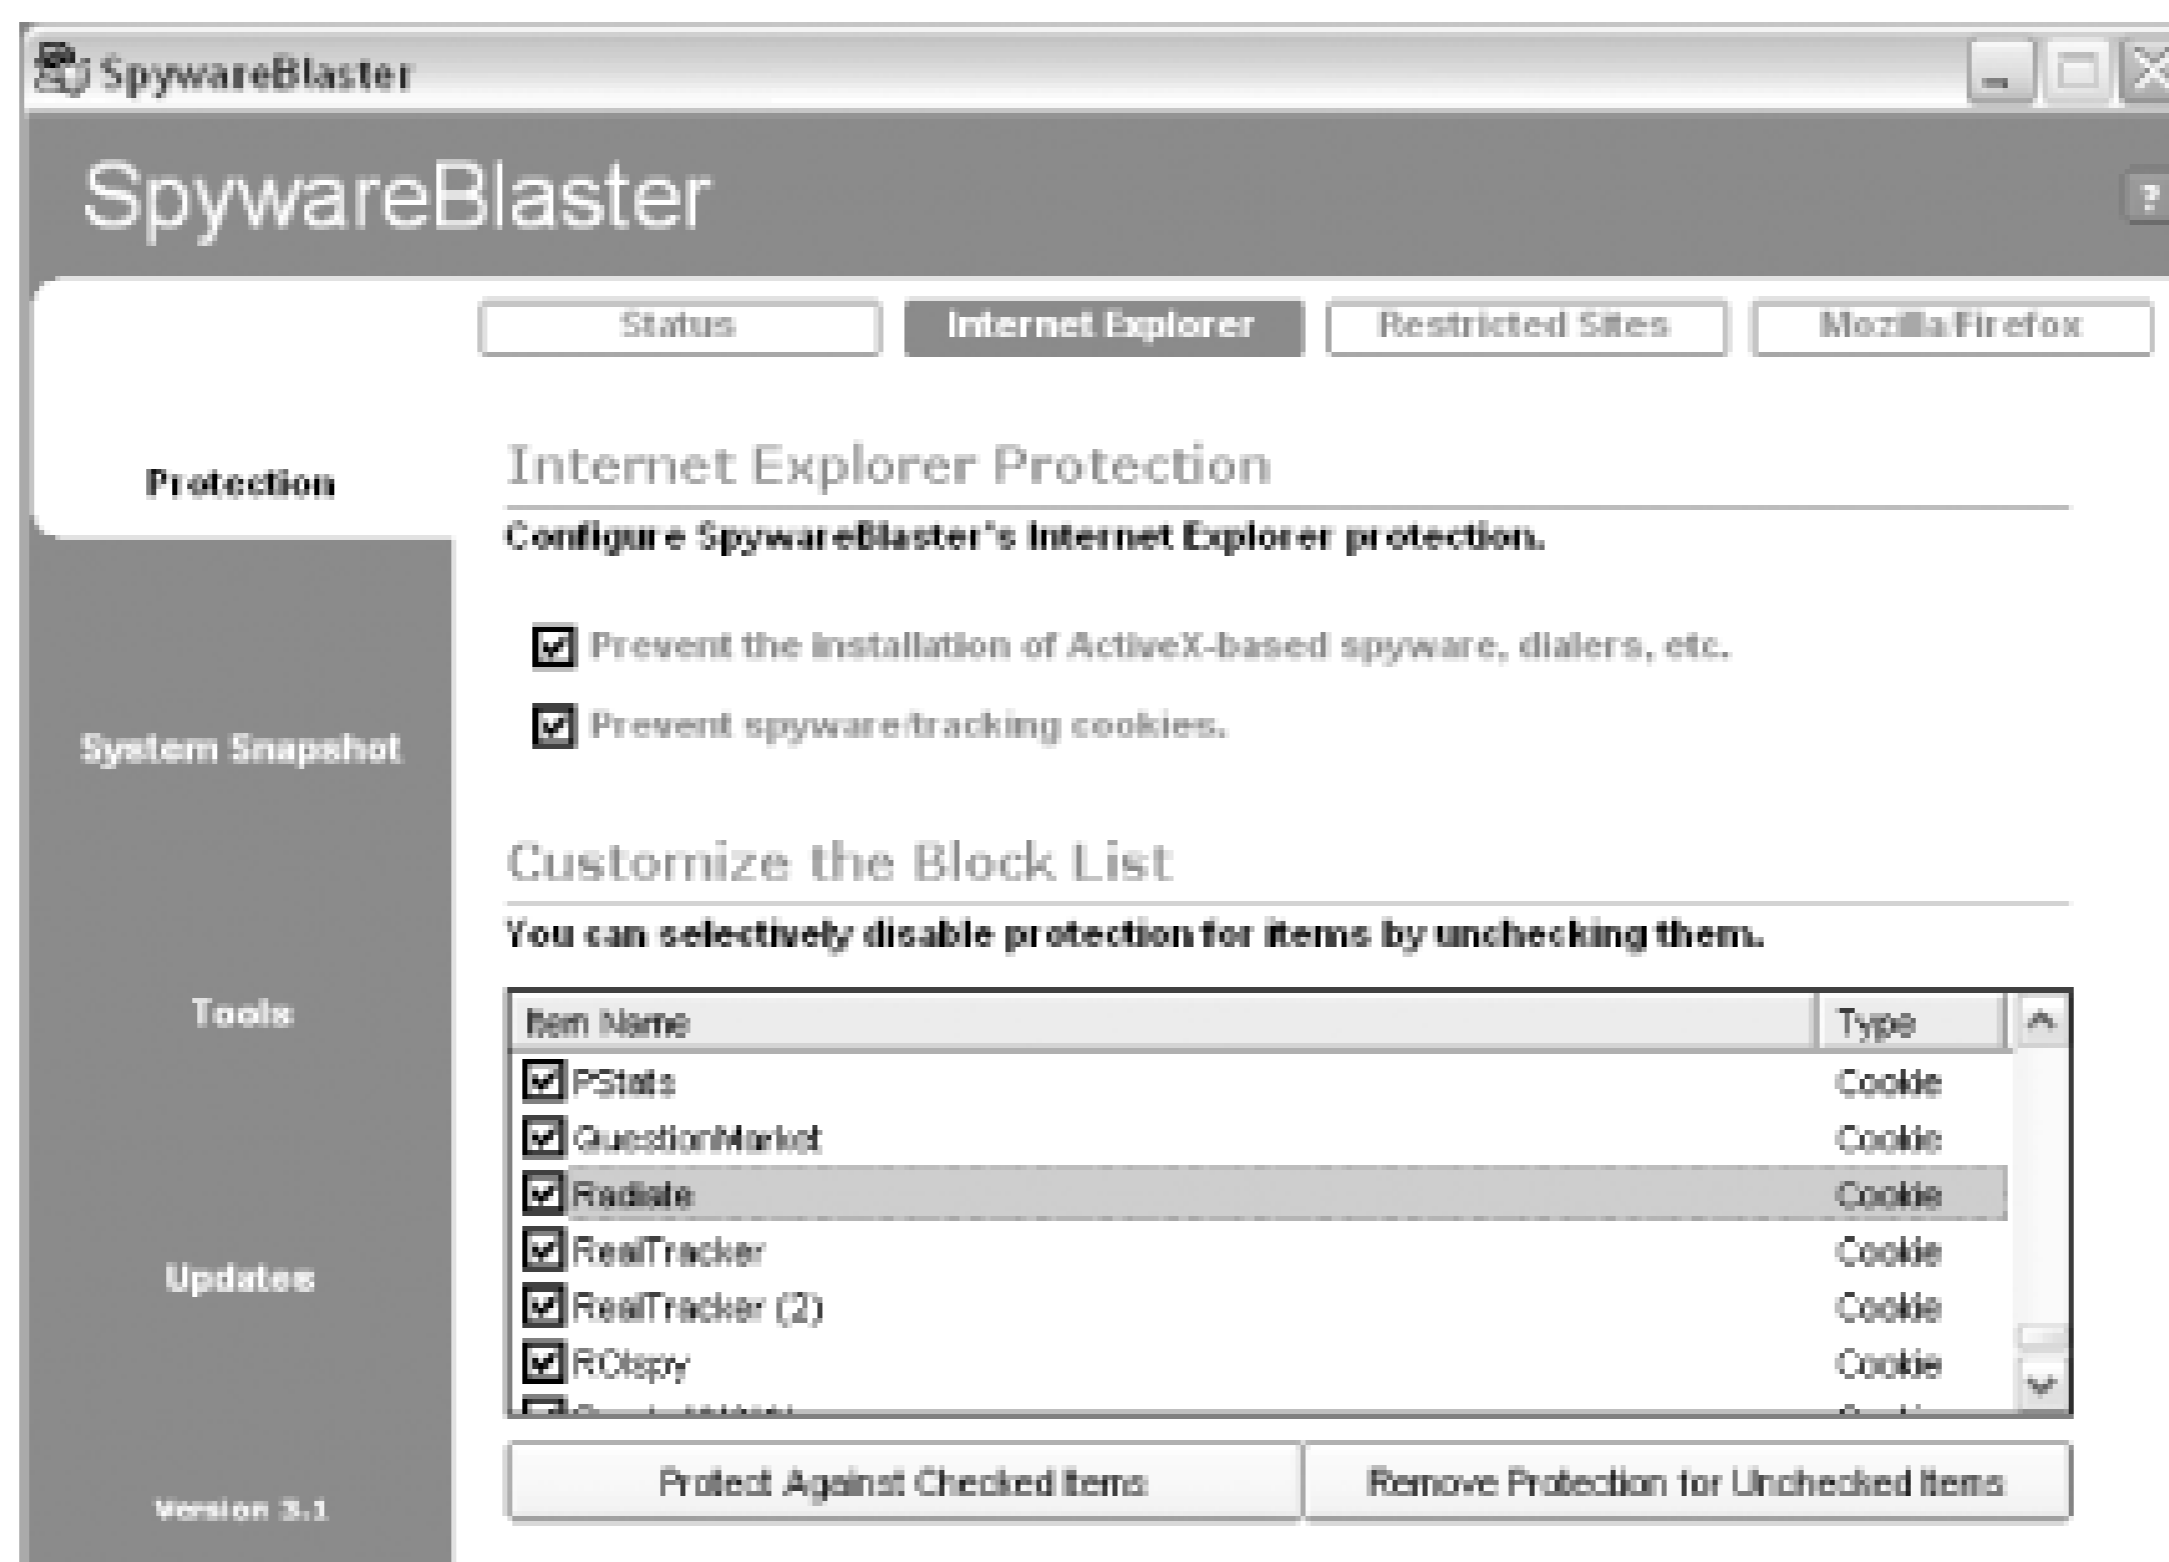 SpywareBlaster
SpywareBlaster
?
Status
Internet Explorer
Restricted Sites
Mozilla/Firefox
Protection
System Snapshot
Tools
Updates
Version 3.1
Internet Explorer Protection
Configure SpywareBlaster's Internet Explorer protection.
Prevent the installation of ActiveX-based spyware, dialers, etc.
Prevent spyware/tracking cookies.
Customize the Block List
You can selectively disable protection for items by unchecking them.
Item Name Type
PStats Cookie
QuestionMarket Cookie
Radiate Cookie
RealTracker Cookie
RealTracker (2) Cookie
ROIspy Cookie
Protect Against Checked Items
Remove Protection for Unchecked Items